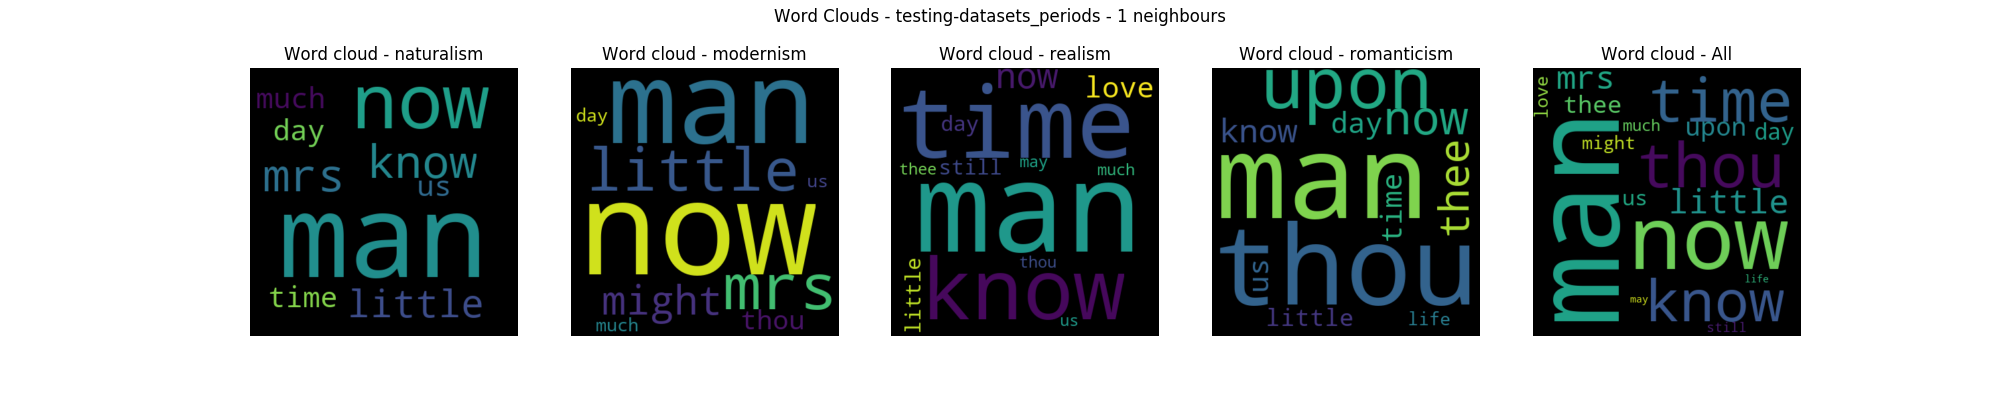 Word Clouds - testing-datasets_periods - 1 neighbours
Word cloud - naturalism
much
now
day
know
mrs
us
man
time
little
Word cloud - modernism
man
day
little
us
now
mrs
might
thou
much
Word cloud - realism
now
love
time
day
thee
still
may
much
man
thou
know
little
us
Word cloud - romanticism
upon
know
day
now
man
thee
time
thou
us
little
life
Word cloud - All
love
mrs
thee
time
much
upon
day
might
man
thou
us
little
now
life
may
know
still